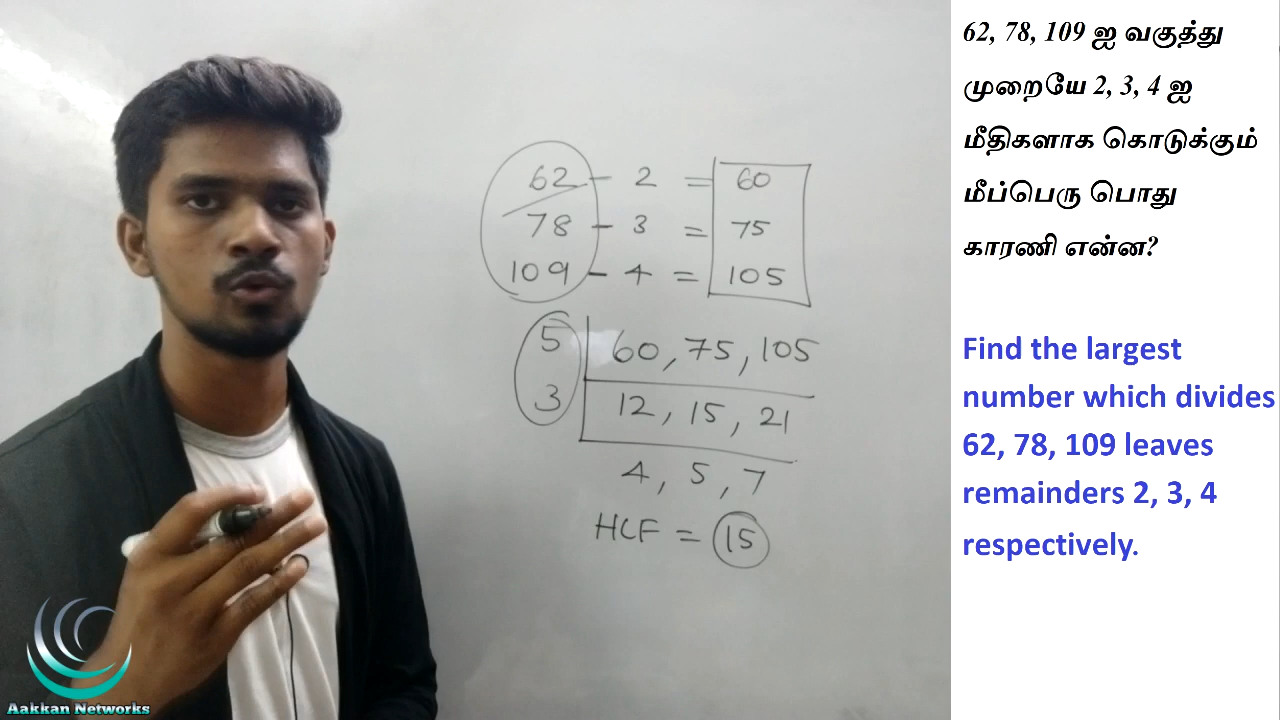 62 - 2 = 60
78 - 3 = 75
109 - 4 = 105
5 60, 75, 105
3 12, 15, 21
4, 5, 7
HCF = 15
62, 78, 109 ஐ வகுத்து
முறையே 2, 3, 4 ஐ
மீதிகளாக கொடுக்கும்
மீப்பெரு பொது
காரணி என்ன?
Find the largest
number which divides
62, 78, 109 leaves
remainders 2, 3, 4
respectively.
Aakkan Networks